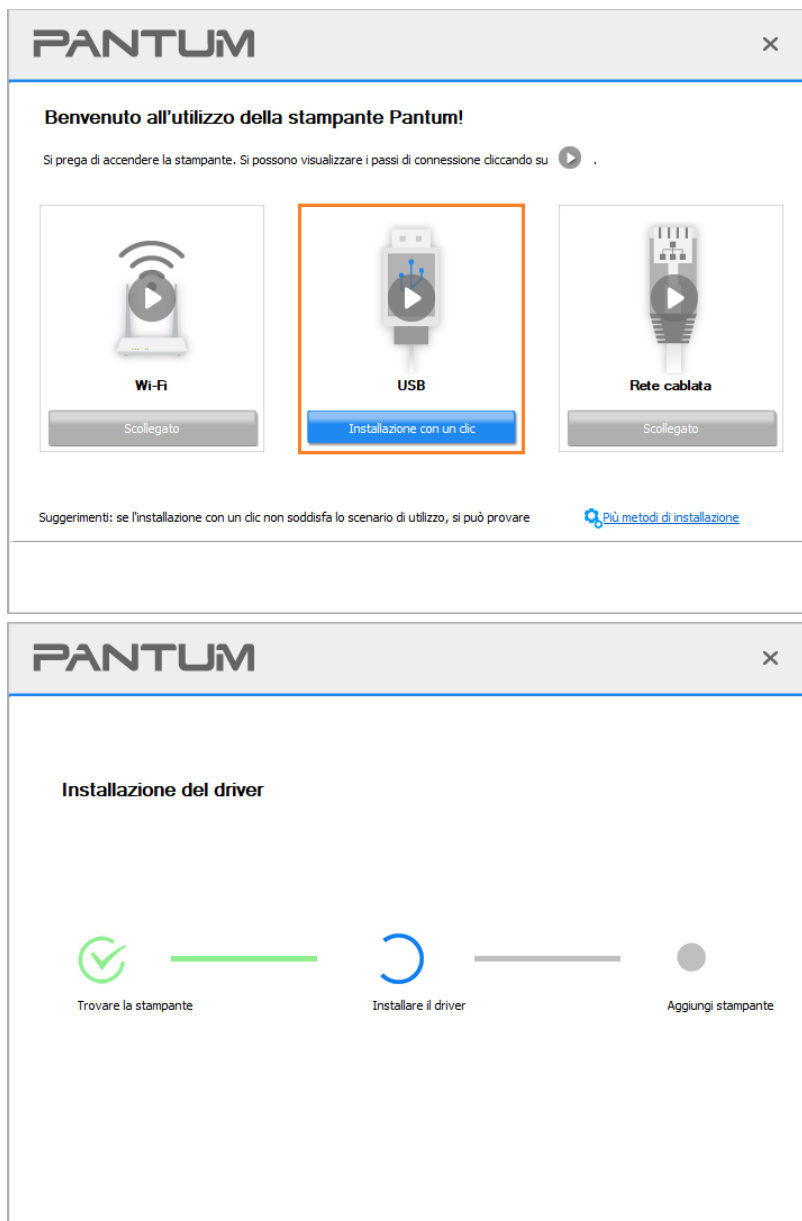 PANTUM
Benvenuto all'utilizzo della stampante Pantum!
Si prega di accendere la stampante. Si possono visualizzare i passi di connessione cliccando su .
Wi-Fi
USB
Rete cablata
Scollegato
Installazione con un clic
Scollegato
Suggerimenti: se l'installazione con un clic non soddisfa lo scenario di utilizzo, si può provare Più metodi di installazione
PANTUM
Installazione del driver
Trovare la stampante
Installare il driver
Aggiungi stampante